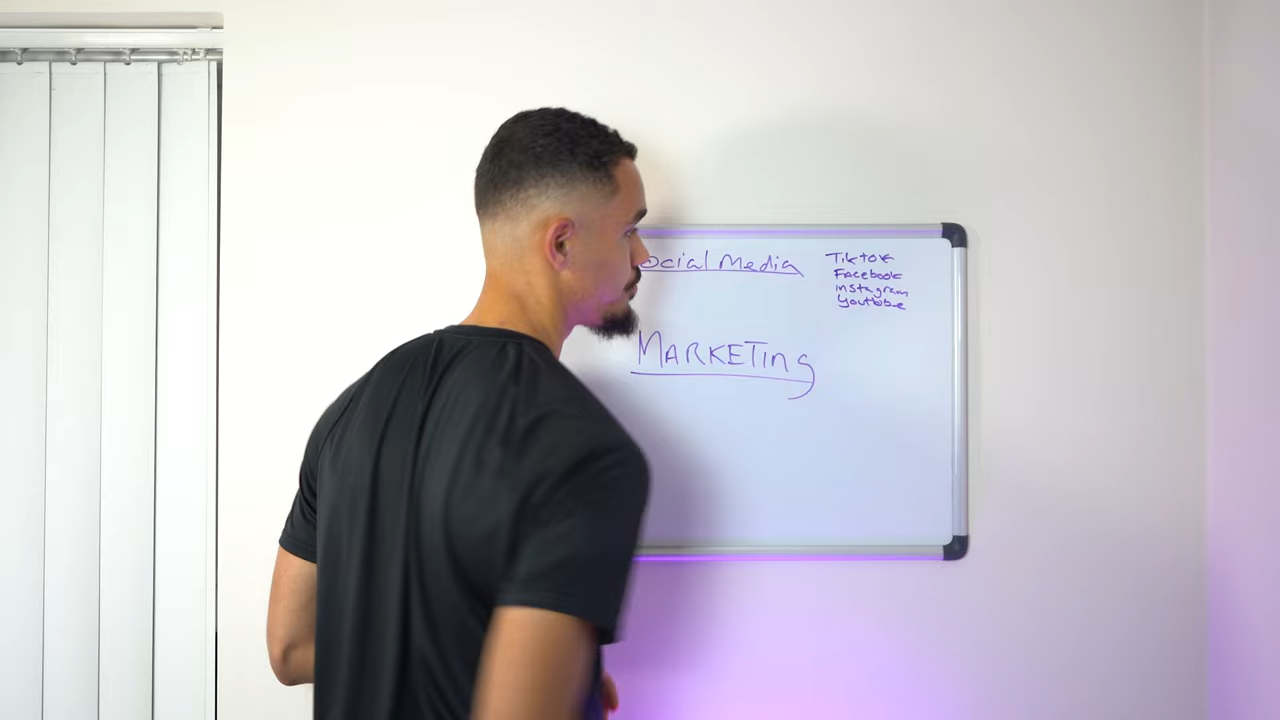 ocial Media
Tiktok
Facebook
instagram
Youtube
MARKETing